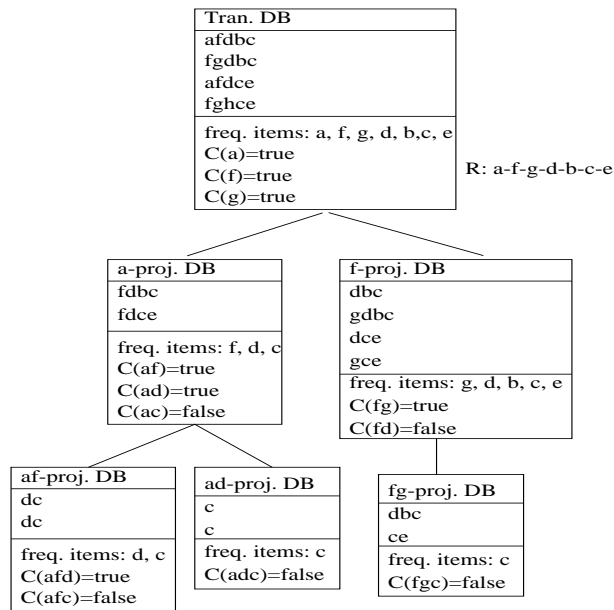 Tran. DB
afdbc
fgdbc
afdce
fghce
freq. items: a, f, g, d, b,c, e
C(a)=true
C(f)=true
C(g)=true
R: a-f-g-d-b-c-e
a-proj. DB
fdbc
fdce
freq. items: f, d, c
C(af)=true
C(ad)=true
C(ac)=false
f-proj. DB
dbc
gdbc
dce
gce
freq. items: g, d, b, c, e
C(fg)=true
C(fd)=false
af-proj. DB
dc
dc
freq. items: d, c
C(afd)=true
C(afc)=false
ad-proj. DB
c
c
freq. items: c
C(adc)=false
fg-proj. DB
dbc
ce
freq. items: c
C(fgc)=false